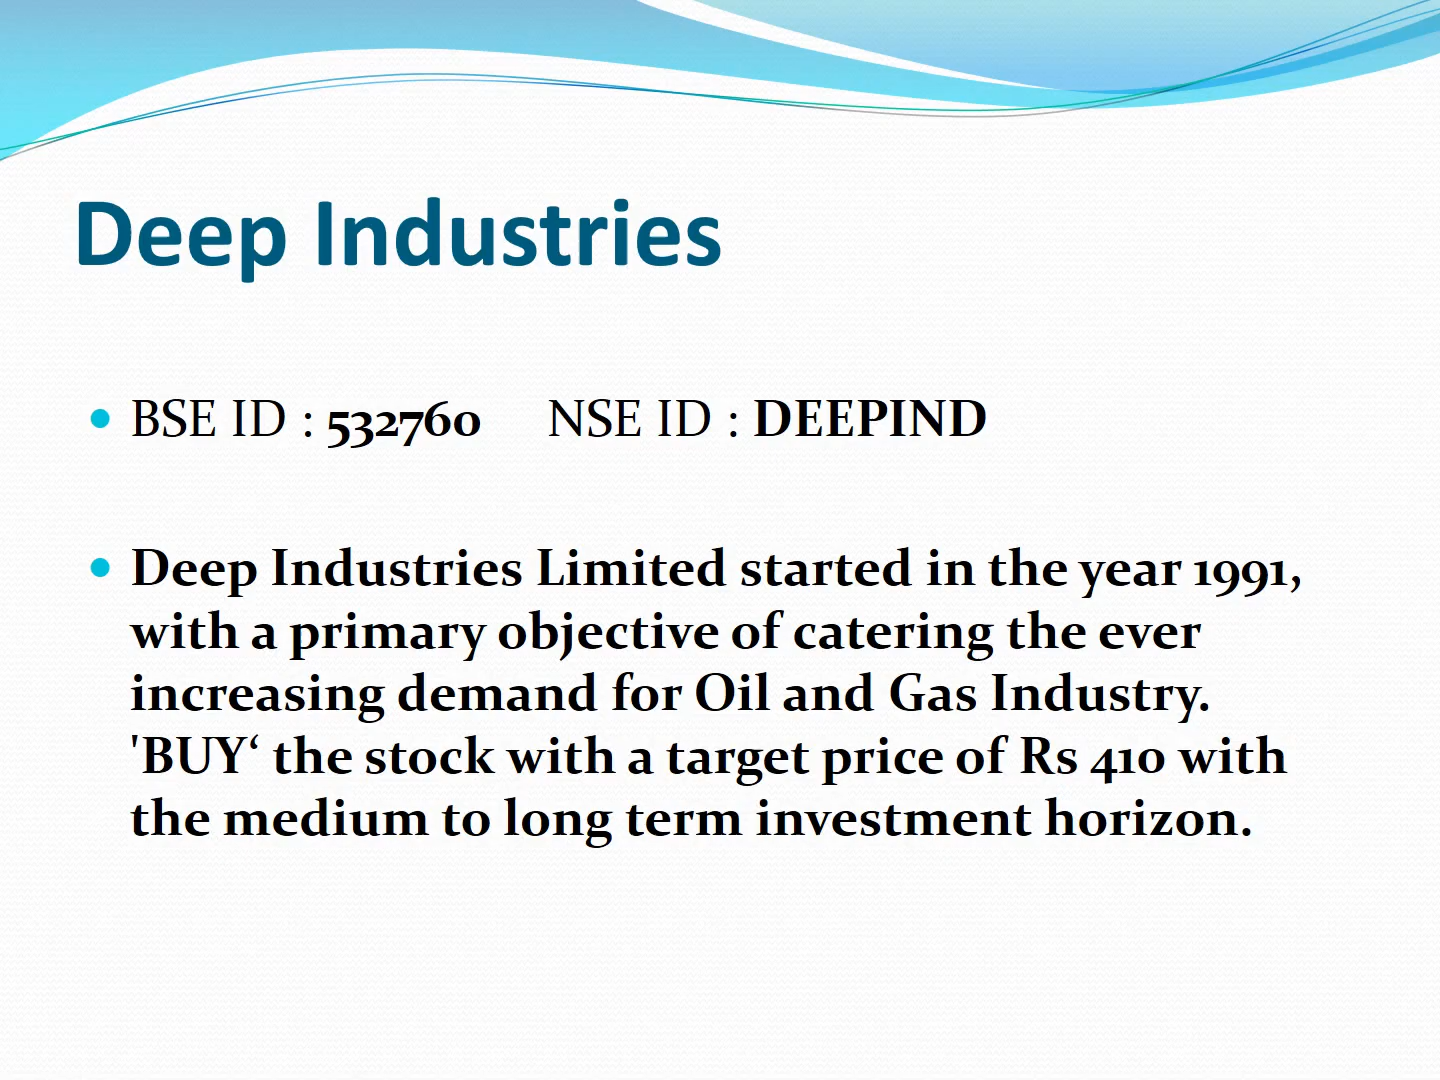 Deep Industries
BSE ID : 532760 NSE ID : DEEPIND
Deep Industries Limited started in the year 1991,
with a primary objective of catering the ever
increasing demand for Oil and Gas Industry.
'BUY‘ the stock with a target price of Rs 410 with
the medium to long term investment horizon.